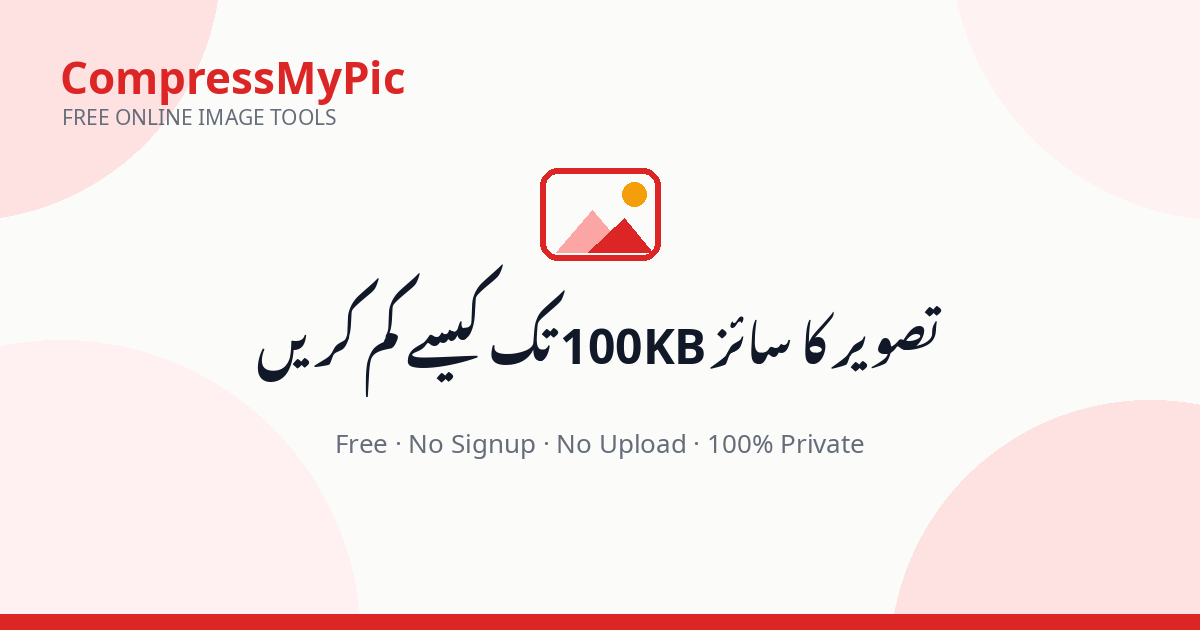 CompressMyPic
FREE ONLINE IMAGE TOOLS
تصویر کا سائز 100KB تک کیسے کم کریں
Free · No Signup · No Upload · 100% Private